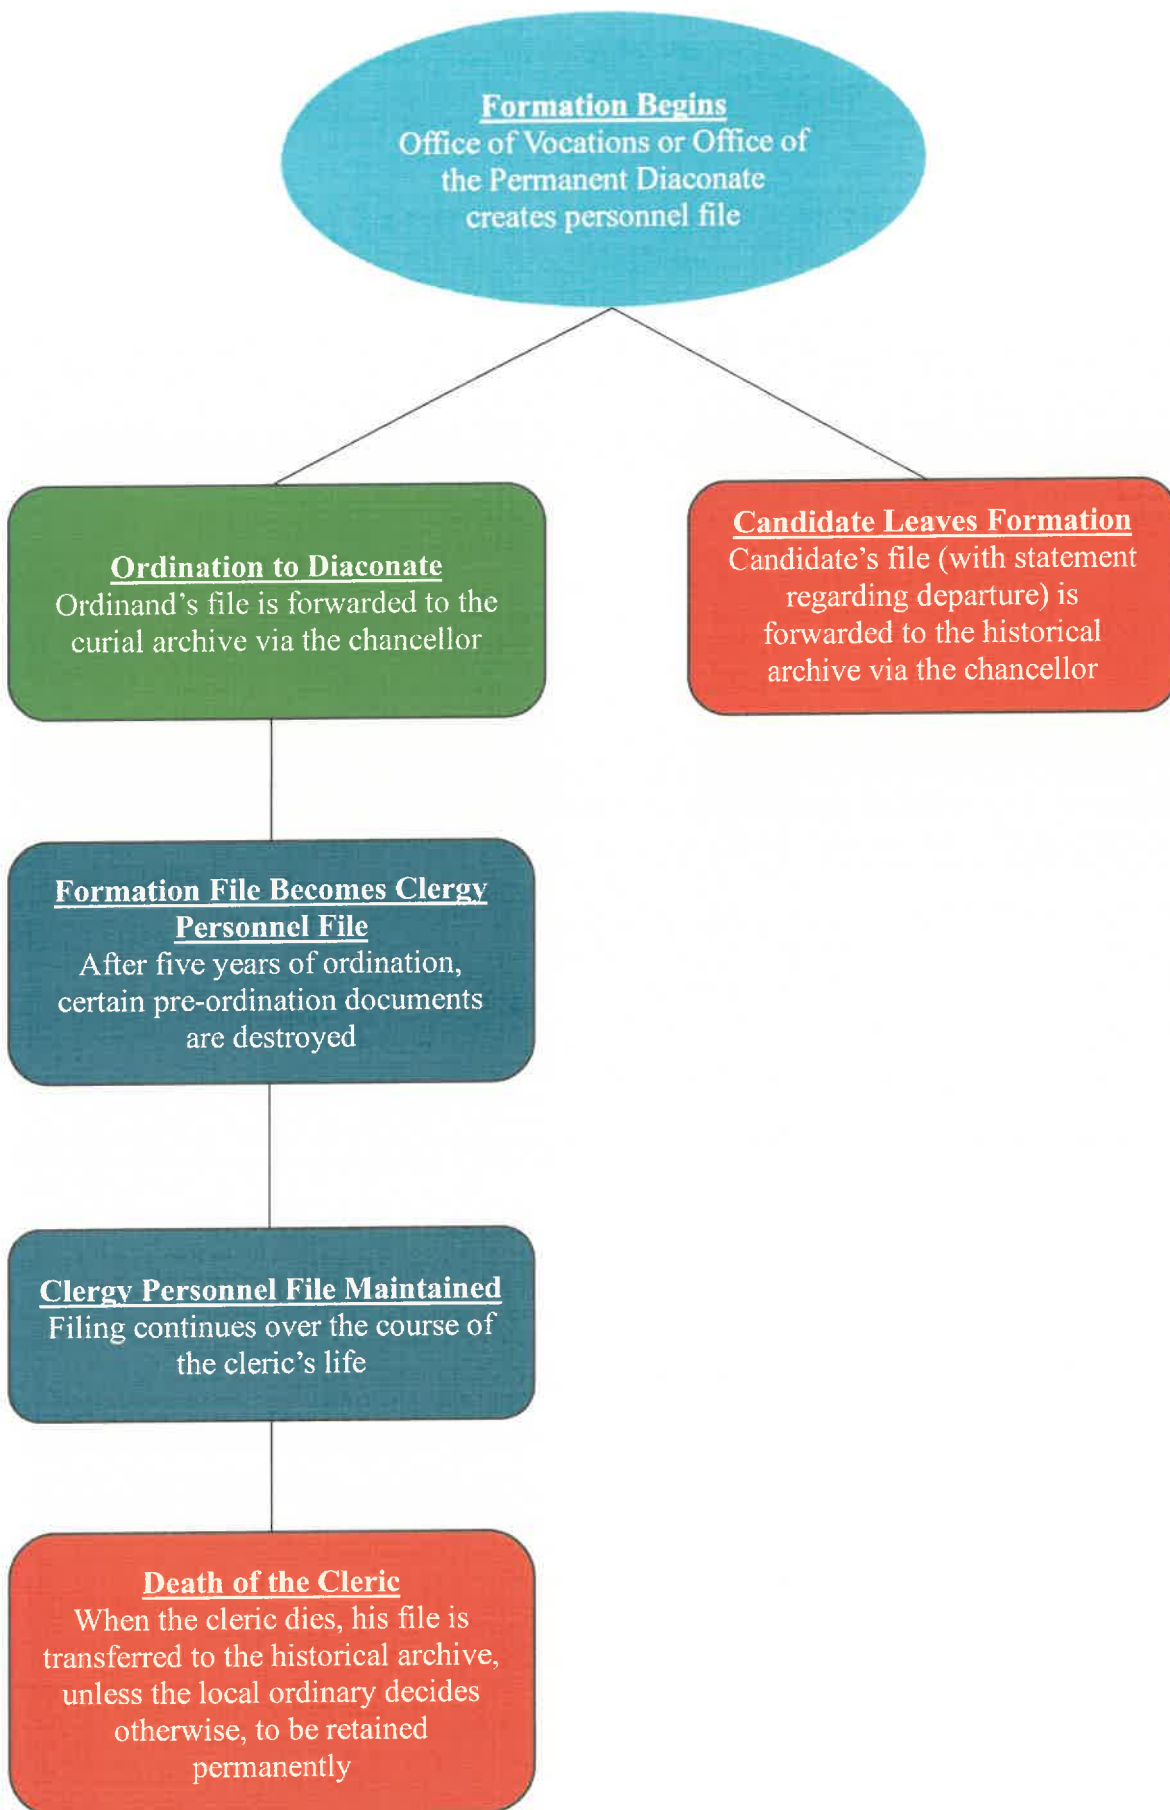 Formation Begins
Office of Vocations or Office of
the Permanent Diaconate
creates personnel file
Ordination to Diaconate
Ordinand's file is forwarded to the
curial archive via the chancellor
Candidate Leaves Formation
Candidate's file (with statement
regarding departure) is
forwarded to the historical
archive via the chancellor
Formation File Becomes Clergy
Personnel File
After five years of ordination,
certain pre-ordination documents
are destroyed
Clergy Personnel File Maintained
Filing continues over the course of
the cleric's life
Death of the Cleric
When the cleric dies, his file is
transferred to the historical archive,
unless the local ordinary decides
otherwise, to be retained
permanently